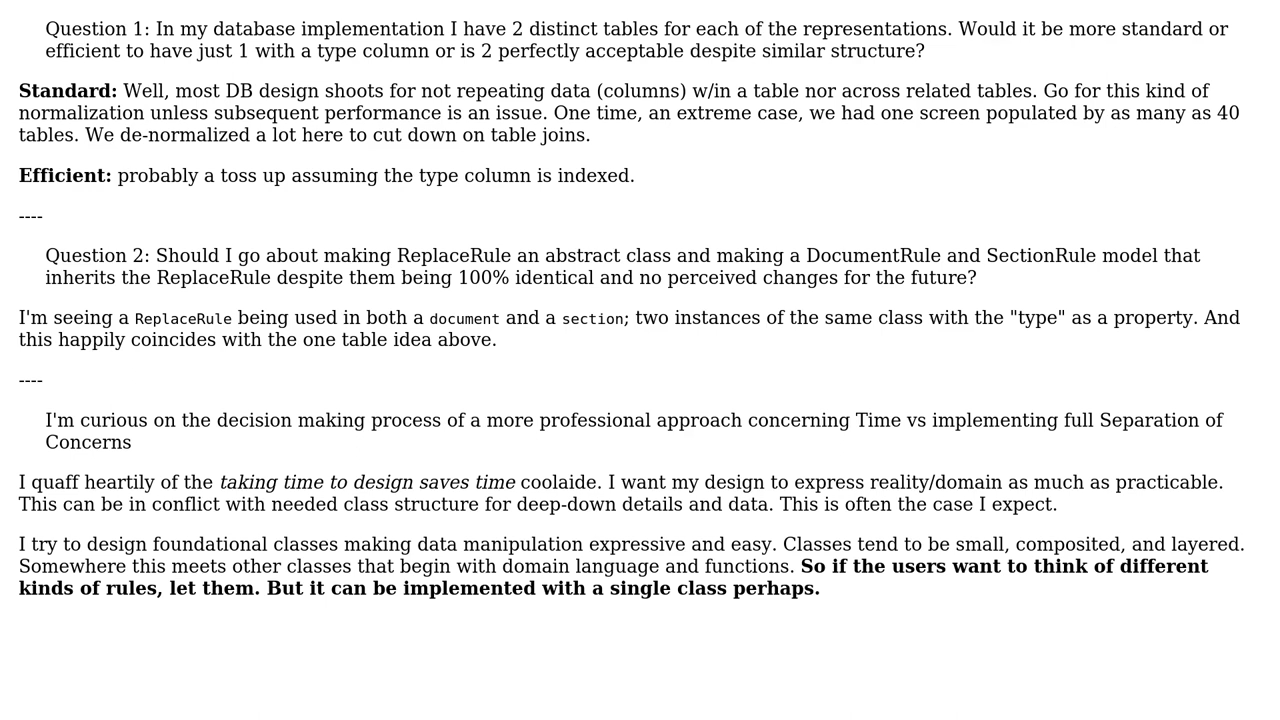 Question 1: In my database implementation I have 2 distinct tables for each of the representations. Would it be more standard or
efficient to have just 1 with a type column or is 2 perfectly acceptable despite similar structure?
Standard: Well, most DB design shoots for not repeating data (columns) w/in a table nor across related tables. Go for this kind of
normalization unless subsequent performance is an issue. One time, an extreme case, we had one screen populated by as many as 40
tables. We de-normalized a lot here to cut down on table joins.
Efficient: probably a toss up assuming the type column is indexed.
----
Question 2: Should I go about making ReplaceRule an abstract class and making a DocumentRule and SectionRule model that
inherits the ReplaceRule despite them being 100% identical and no perceived changes for the future?
I'm seeing a ReplaceRule being used in both a document and a section; two instances of the same class with the "type" as a property. And
this happily coincides with the one table idea above.
----
I'm curious on the decision making process of a more professional approach concerning Time vs implementing full Separation of
Concerns
I quaff heartily of the taking time to design saves time coolaide. I want my design to express reality/domain as much as practicable.
This can be in conflict with needed class structure for deep-down details and data. This is often the case I expect.
I try to design foundational classes making data manipulation expressive and easy. Classes tend to be small, composited, and layered.
Somewhere this meets other classes that begin with domain language and functions. So if the users want to think of different
kinds of rules, let them. But it can be implemented with a single class perhaps.